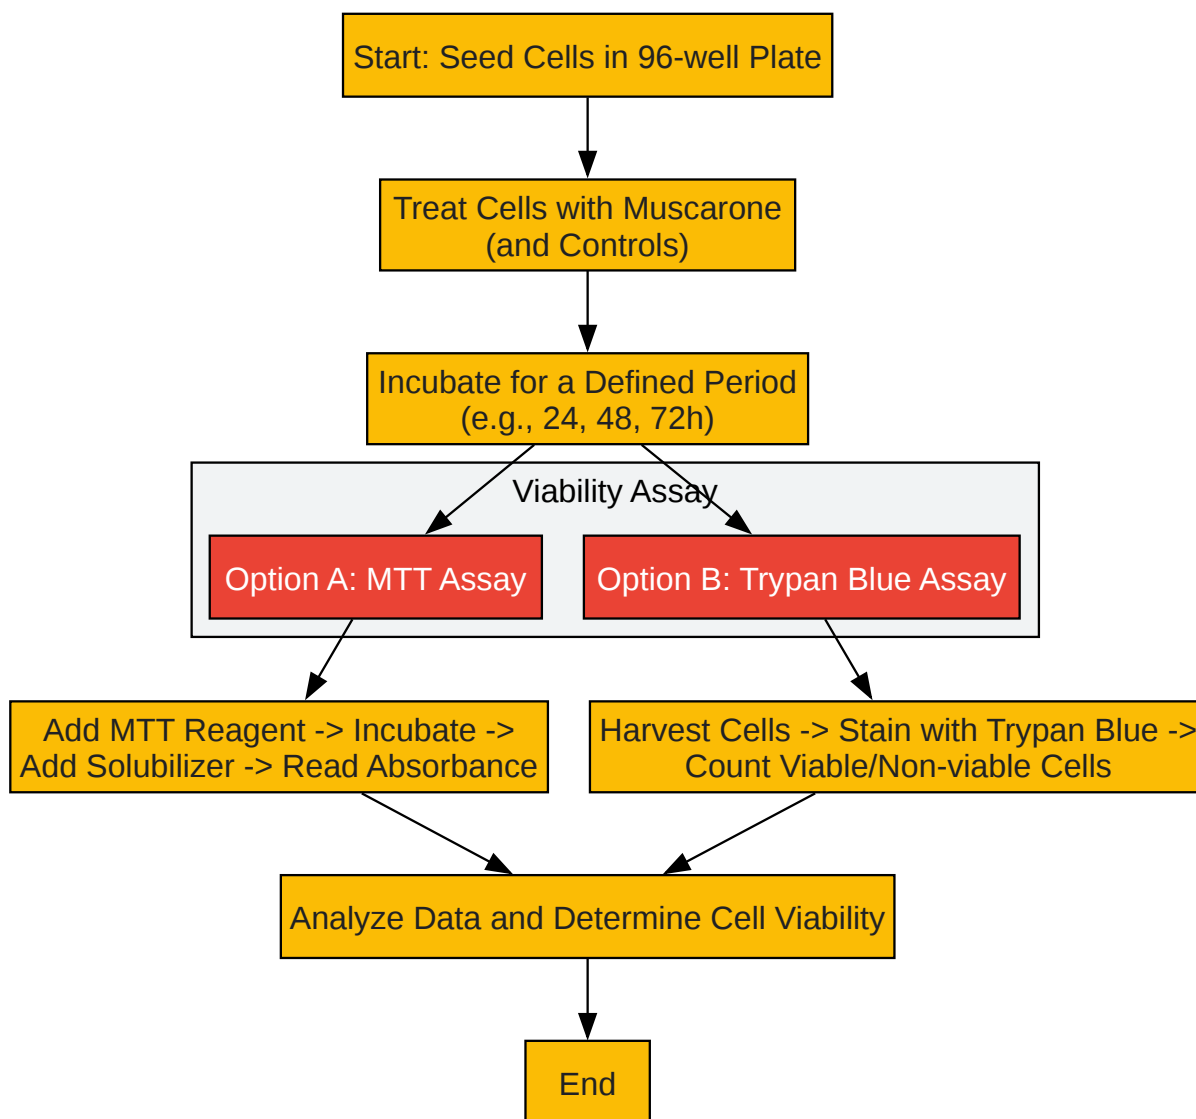 Start: Seed Cells in 96-well Plate
Treat Cells with Muscarone
(and Controls)
Incubate for a Defined Period
(e.g., 24, 48, 72h)
Viability Assay
Option A: MTT Assay
Option B: Trypan Blue Assay
Add MTT Reagent -> Incubate ->
Add Solubilizer -> Read Absorbance
Harvest Cells -> Stain with Trypan Blue ->
Count Viable/Non-viable Cells
Analyze Data and Determine Cell Viability
End